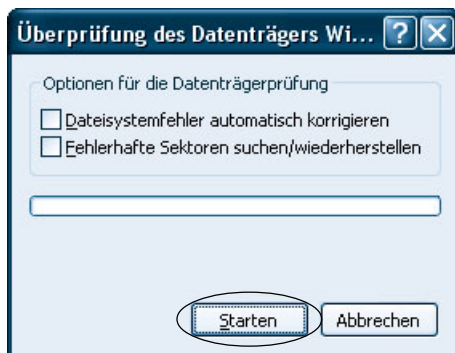 Überprüfung des Datenträgers Wi...
Optionen für die Datenträgerprüfung
Dateisystemfehler automatisch korrigieren
Fehlerhafte Sektoren suchen/wiederherstellen
Starten Abbrechen